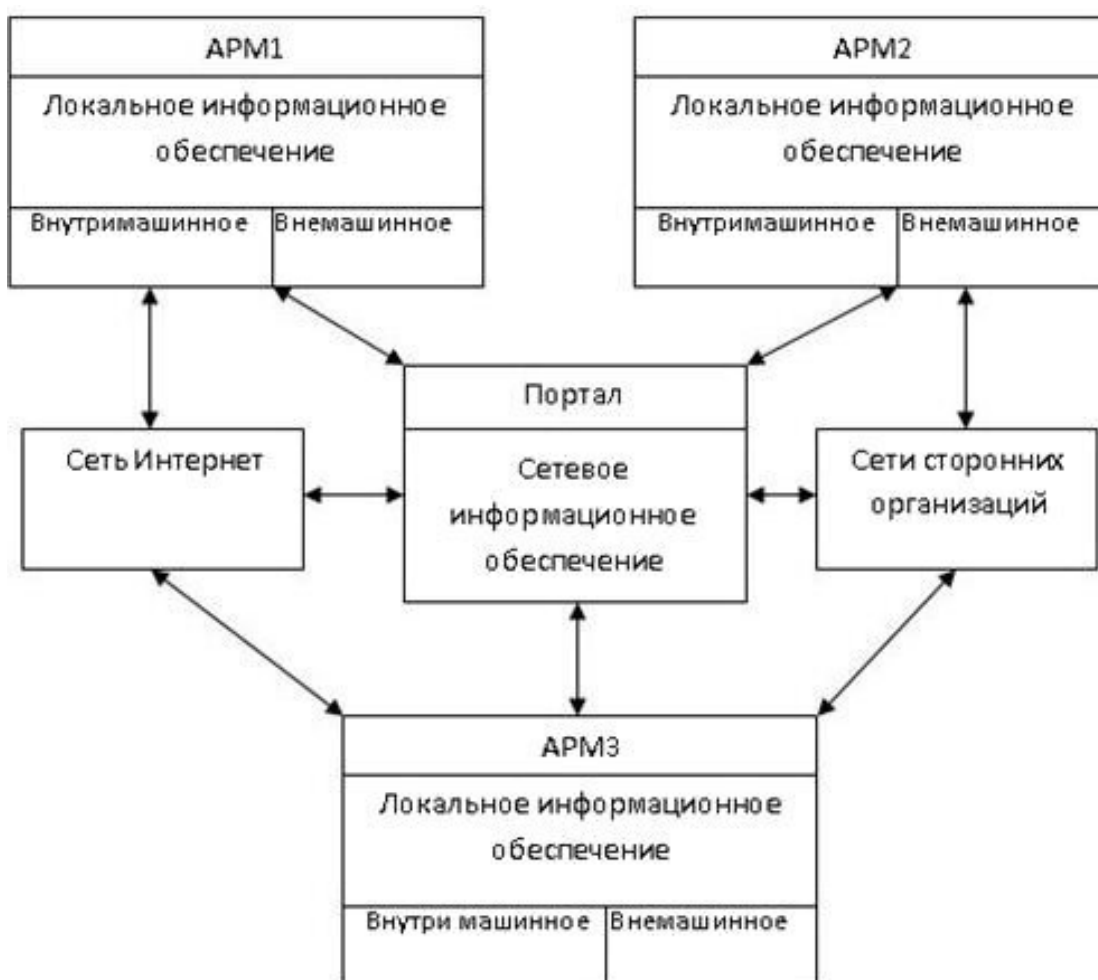 АРМ1
Локальное информационное
обеспечение
Внутримашинное
Внемашинное
АРМ2
Локальное информационное
обеспечение
Внутримашинное
Внемашинное
Портал
Сетевое
информационное
обеспечение
Сеть Интернет
Сети сторонних
организаций
АРМ3
Локальное информационное
обеспечение
Внутри машинное
Внемашинное